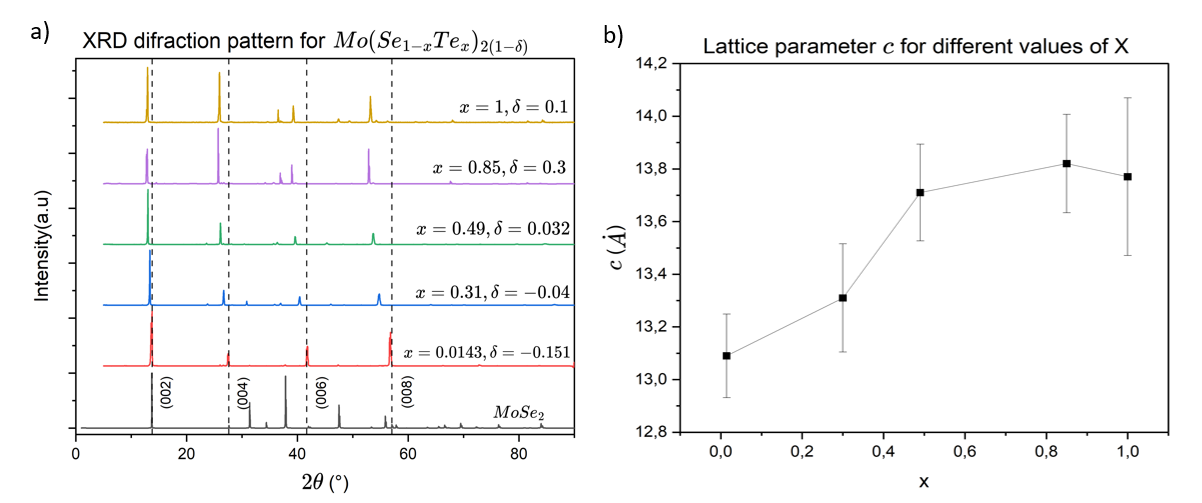 a)
XRD difraction pattern for Mo(Se₁₋ₓTeₓ)₂₍₁₋δ₎
Intensity(a.u)
x = 1, δ = 0.1
x = 0.85, δ = 0.3
x = 0.49, δ = 0.032
x = 0.31, δ = −0.04
x = 0.0143, δ = −0.151
(002)
(004)
(006)
(008)
MoSe₂
0 20 40 60 80
2θ (°)
b)
Lattice parameter c for different values of X
14,2
14,0
13,8
13,6
13,4
13,2
13,0
12,8
c (Å)
0,0 0,2 0,4 0,6 0,8 1,0
x